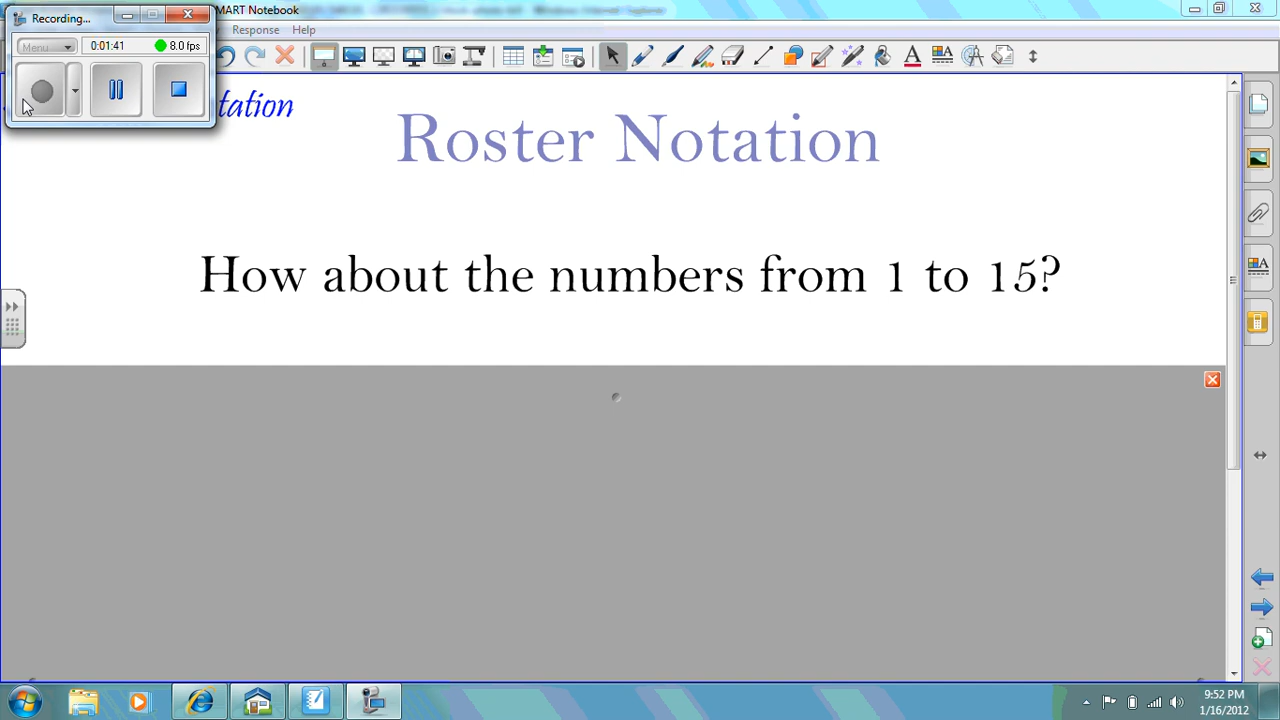 Recording...
MART Notebook
Menu
0:01:41
8.0 fps
Response Help
tation
Roster Notation
How about the numbers from 1 to 15?
9:52 PM
1/16/2012